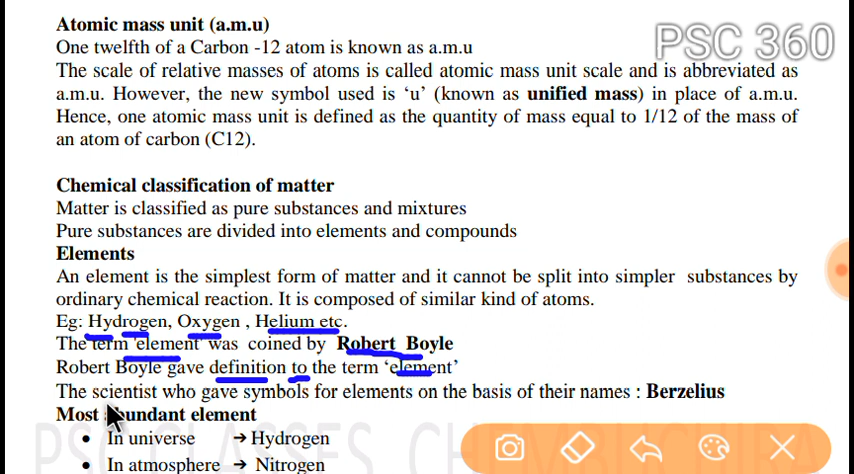 Atomic mass unit (a.m.u)
PSC 360
One twelfth of a Carbon -12 atom is known as a.m.u
The scale of relative masses of atoms is called atomic mass unit scale and is abbreviated as
a.m.u. However, the new symbol used is ‘u’ (known as unified mass) in place of a.m.u.
Hence, one atomic mass unit is defined as the quantity of mass equal to 1/12 of the mass of
an atom of carbon (C12).
Chemical classification of matter
Matter is classified as pure substances and mixtures
Pure substances are divided into elements and compounds
Elements
An element is the simplest form of matter and it cannot be split into simpler substances by
ordinary chemical reaction. It is composed of similar kind of atoms.
Eg: Hydrogen, Oxygen , Helium etc.
The term element was coined by Robert Boyle
Robert Boyle gave definition to the term ‘element’
The scientist who gave symbols for elements on the basis of their names : Berzelius
Most abundant element
• In universe → Hydrogen
• In atmosphere → Nitrogen
PSC CLASSES